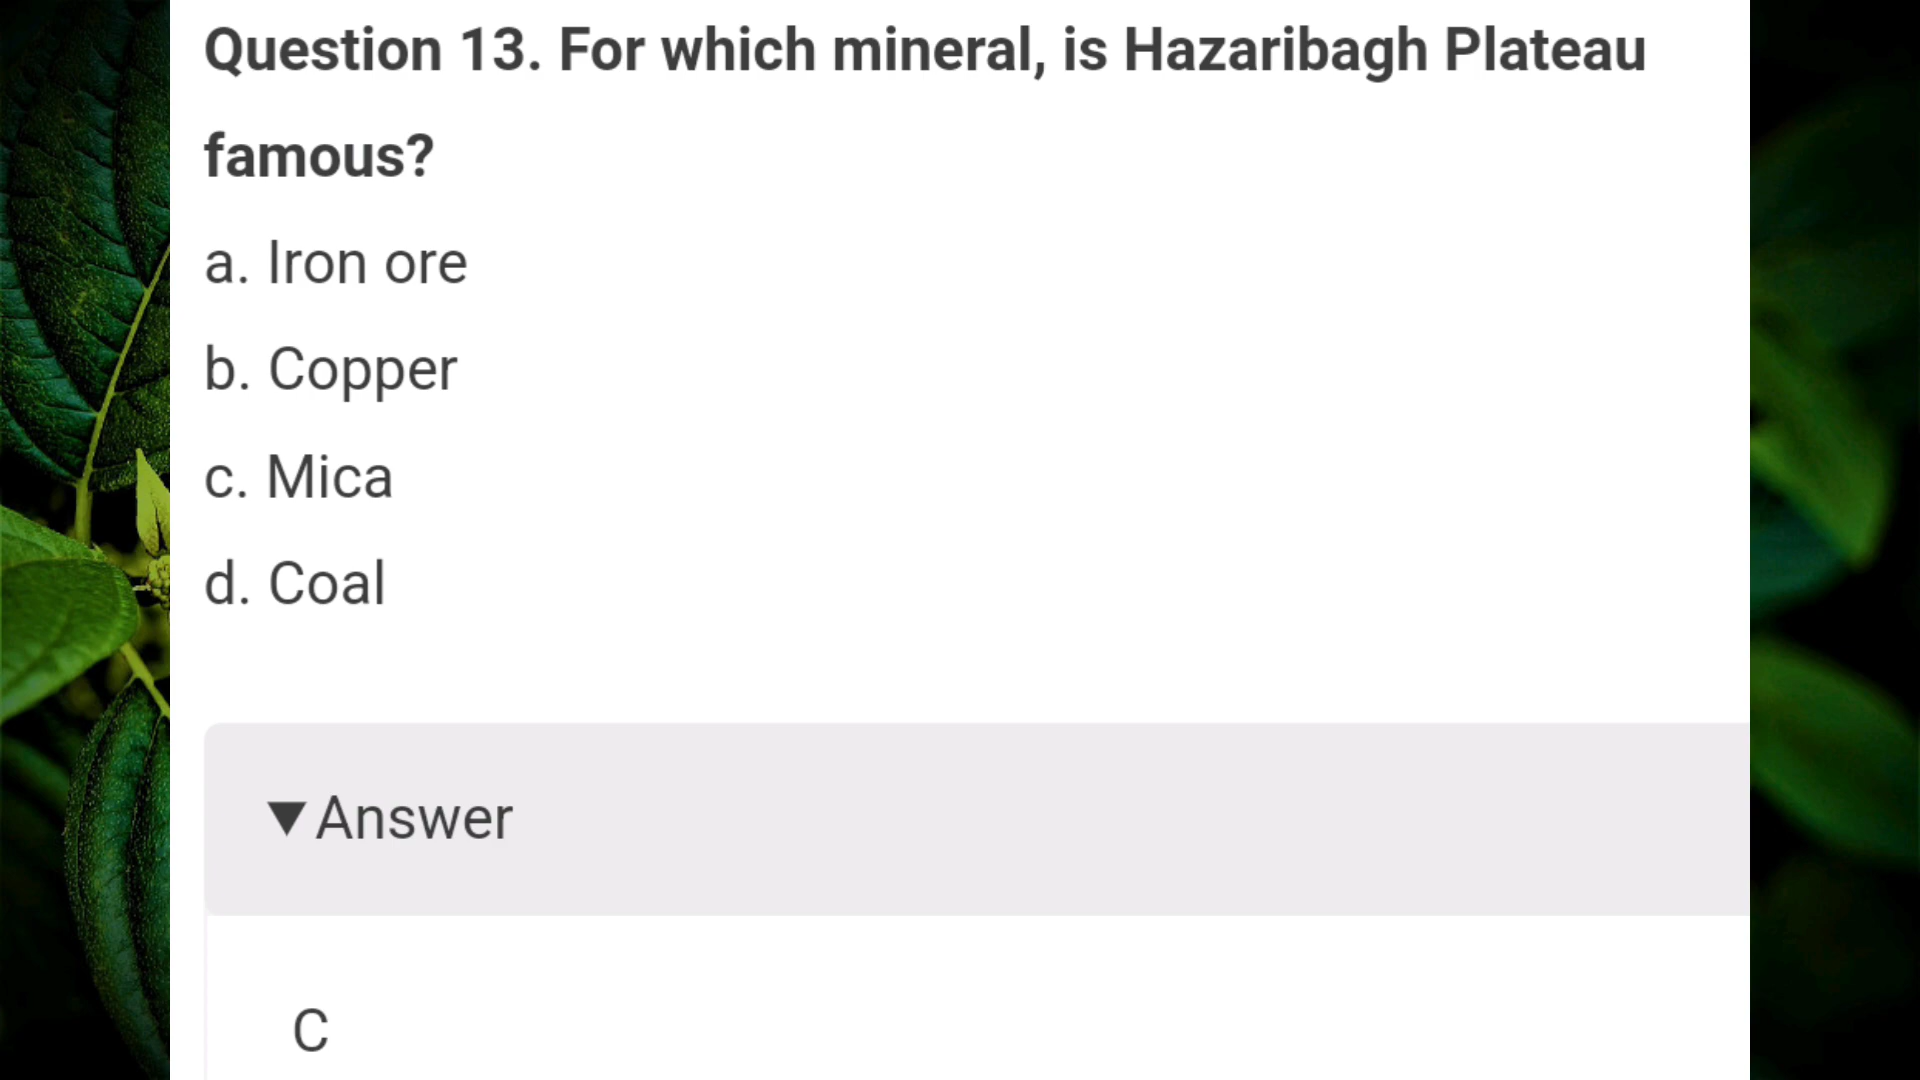 Question 13. For which mineral, is Hazaribagh Plateau
famous?
a. Iron ore
b. Copper
c. Mica
d. Coal
▼Answer
C